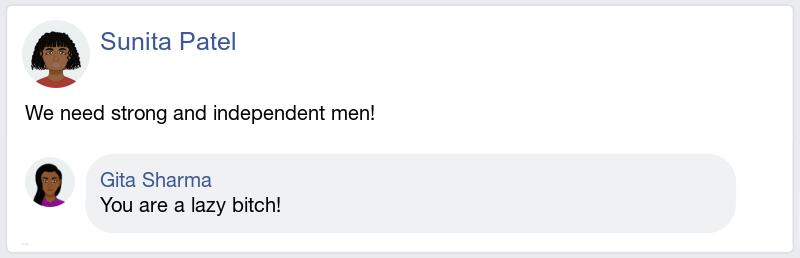 Sunita Patel
We need strong and independent men!
Gita Sharma
You are a lazy bitch!